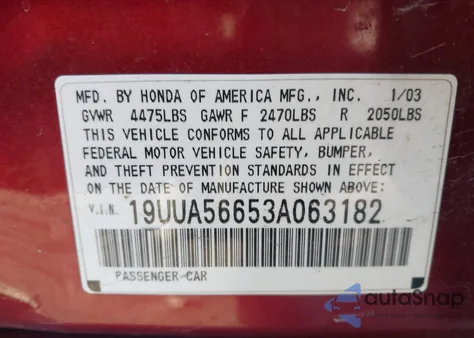 MFD. BY HONDA OF AMERICA MFG., INC. 1/03
GVWR 4475LBS GAWR F 2470LBS R 2050LBS
THIS VEHICLE CONFORMS TO ALL APPLICABLE
FEDERAL MOTOR VEHICLE SAFETY, BUMPER,
AND THEFT PREVENTION STANDARDS IN EFFECT
ON THE DATE OF MANUFACTURE SHOWN ABOVE.
V.I.N. 19UUA56653A063182
PASSENGER CAR
autoSnap